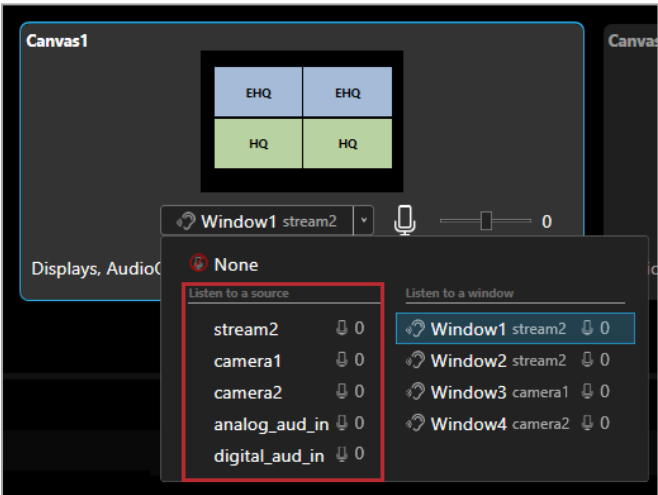 Canvas1
Canvas
EHQ EHQ
HQ HQ
Window1 stream2
0
Displays, Audio
None
Listen to a source
stream2 0
camera1 0
camera2 0
analog_aud_in 0
digital_aud_in 0
Listen to a window
Window1 stream2 0
Window2 stream2 0
Window3 camera1 0
Window4 camera2 0